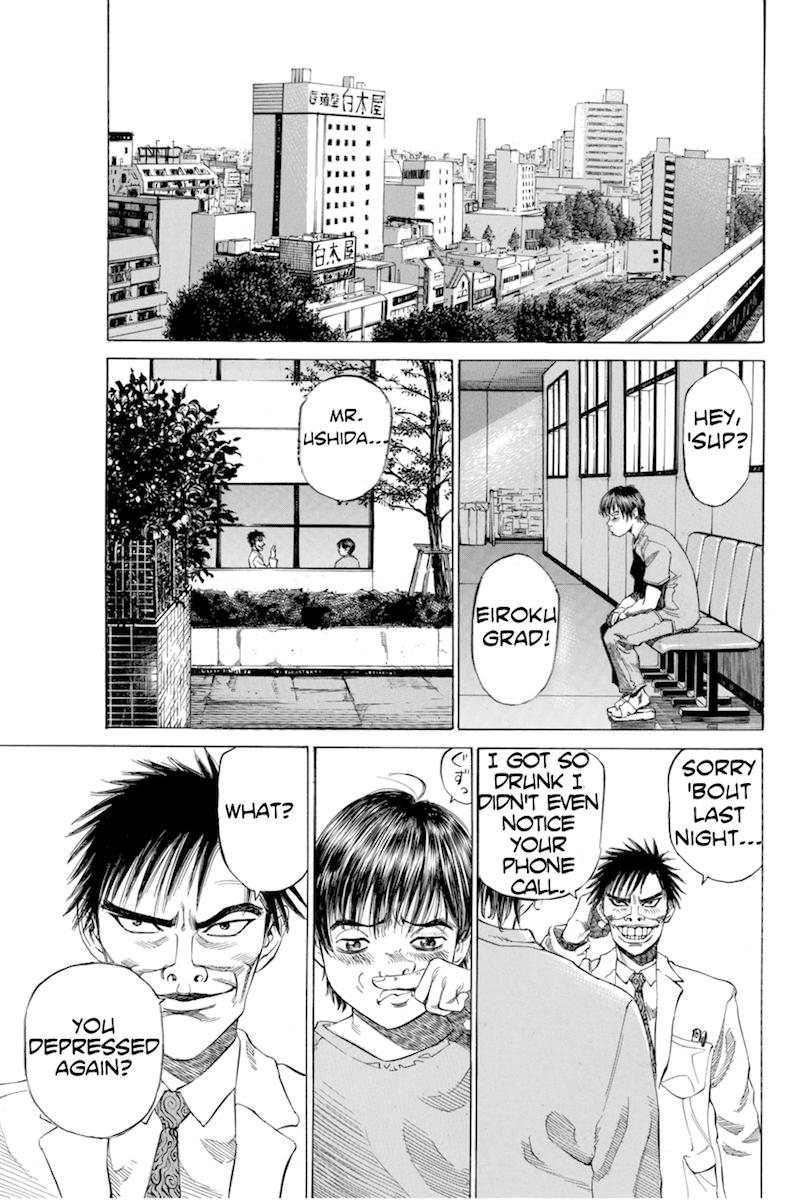 白木屋
白木屋
HEY,
'SUP?
EIROKU
GRAD!
MR.
USHIDA...
SORRY
'BOUT
LAST
NIGHT...
I GOT SO
DRUNK I
DIDN'T EVEN
NOTICE
YOUR
PHONE
CALL.
ぐずっ
WHAT?
YOU
DEPRESSED
AGAIN?